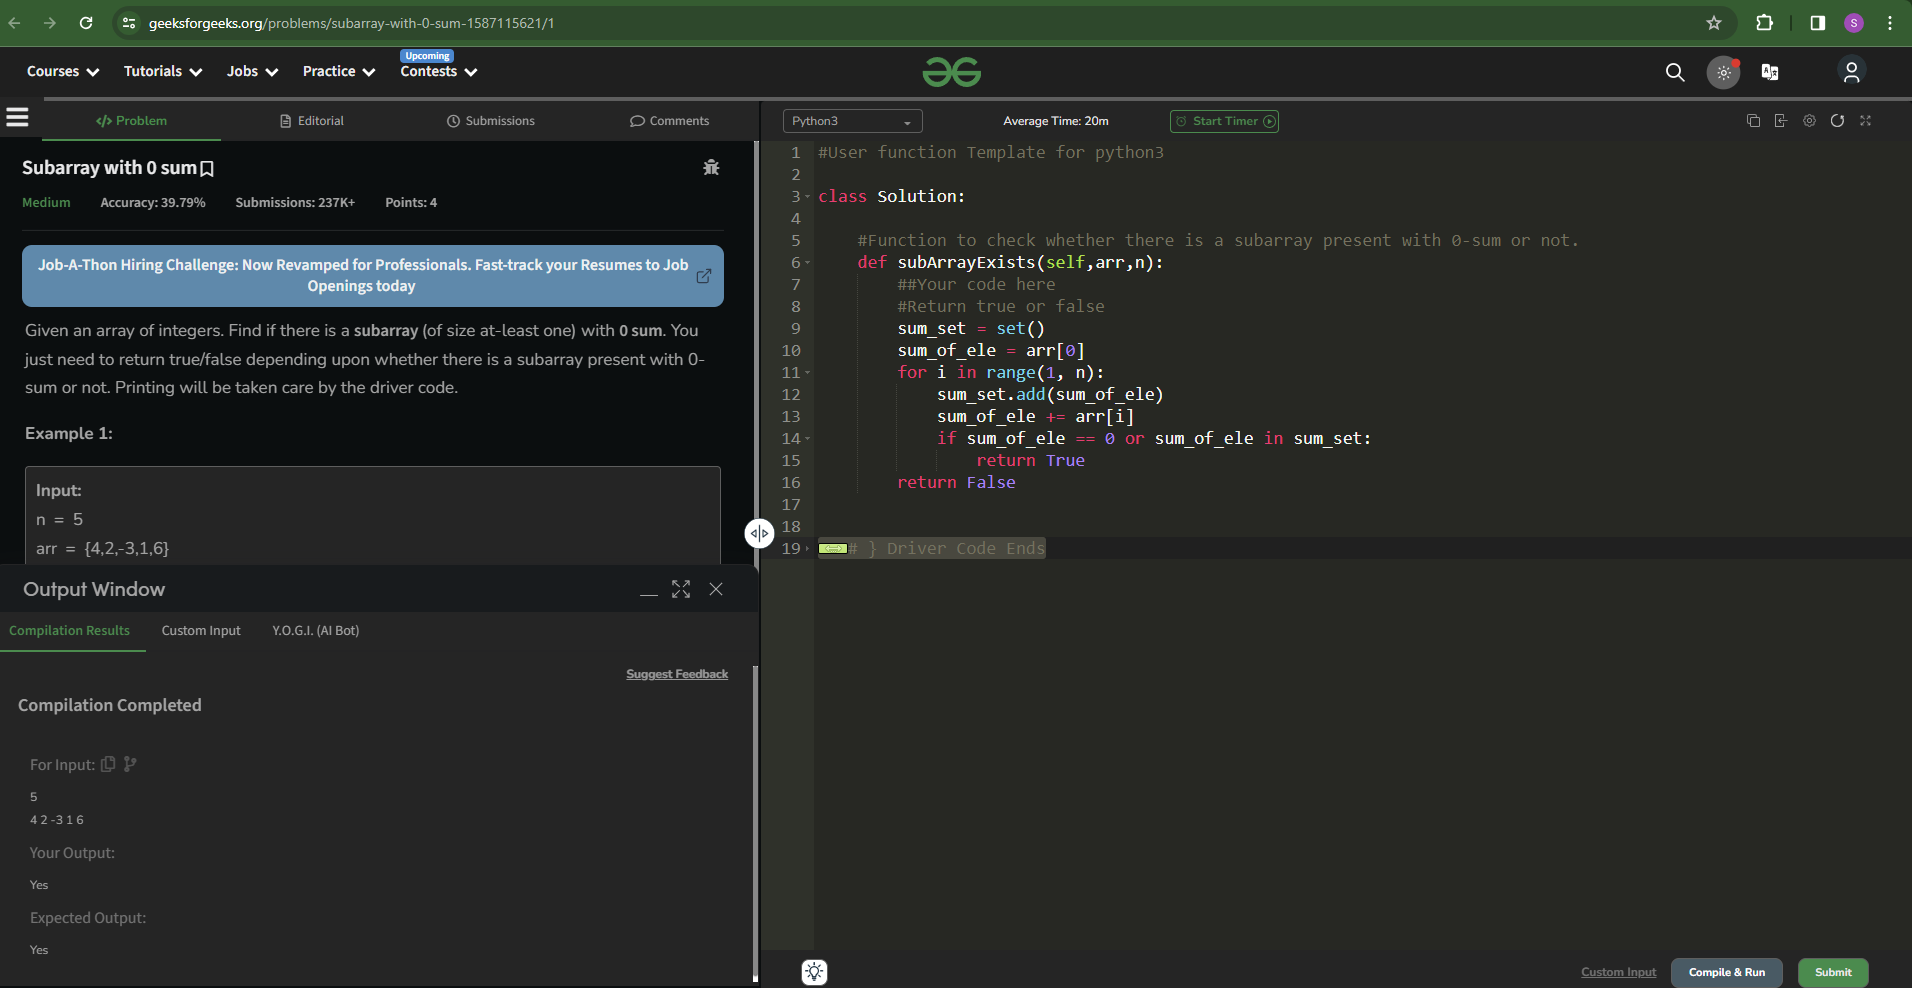 geeksforgeeks.org/problems/subarray-with-0-sum-1587115621/1
S
Upcoming
Courses Tutorials Jobs Practice Contests
Problem Editorial Submissions Comments
Subarray with 0 sum
Medium Accuracy: 39.79% Submissions: 237K+ Points: 4
Job-A-Thon Hiring Challenge: Now Revamped for Professionals. Fast-track your Resumes to Job
Openings today
Given an array of integers. Find if there is a subarray (of size at-least one) with 0 sum. You
just need to return true/false depending upon whether there is a subarray present with 0-
sum or not. Printing will be taken care by the driver code.
Example 1:
Input:
n = 5
arr = {4,2,-3,1,6}
Output Window
Compilation Results Custom Input Y.O.G.I. (AI Bot)
Suggest Feedback
Compilation Completed
For Input:
5
4 2 -3 1 6
Your Output:
Yes
Expected Output:
Yes
Python3 Average Time: 20m Start Timer
1 #User function Template for python3
2
3 class Solution:
4
5     #Function to check whether there is a subarray present with 0-sum or not.
6     def subArrayExists(self,arr,n):
7         ##Your code here
8         #Return true or false
9         sum_set = set()
10         sum_of_ele = arr[0]
11         for i in range(1, n):
12             sum_set.add(sum_of_ele)
13             sum_of_ele += arr[i]
14             if sum_of_ele == 0 or sum_of_ele in sum_set:
15                 return True
16         return False
17
18
19 # } Driver Code Ends
Custom Input Compile & Run Submit